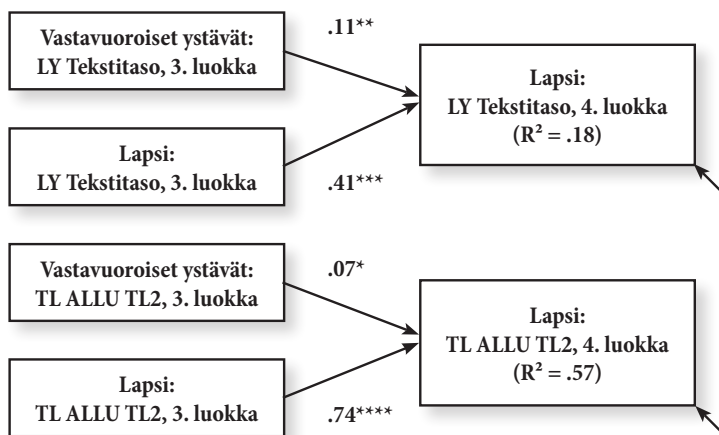 Vastavuoroiset ystävät:
LY Tekstitaso, 3. luokka
.11**
Lapsi:
LY Tekstitaso, 4. luokka
(R² = .18)
Lapsi:
LY Tekstitaso, 3. luokka
.41***
Vastavuoroiset ystävät:
TL ALLU TL2, 3. luokka
.07*
Lapsi:
TL ALLU TL2, 4. luokka
(R² = .57)
Lapsi:
TL ALLU TL2, 3. luokka
.74****